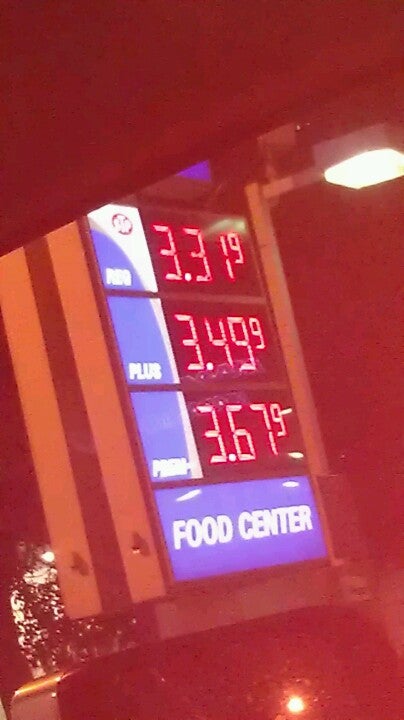 REG 3.31 9
PLUS 3.49 9
PREM 3.67 9
FOOD CENTER